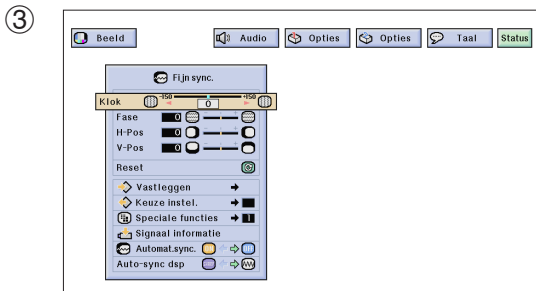 ③
Beeld Audio Opties Opties Taal Status
Fijn sync.
Klok -150 0 +150
Fase 0
H-Pos 0
V-Pos 0
Reset
Vastleggen
Keuze instel.
Speciale functies 1
Signaal informatie
Automat.sync.
Auto-sync dsp